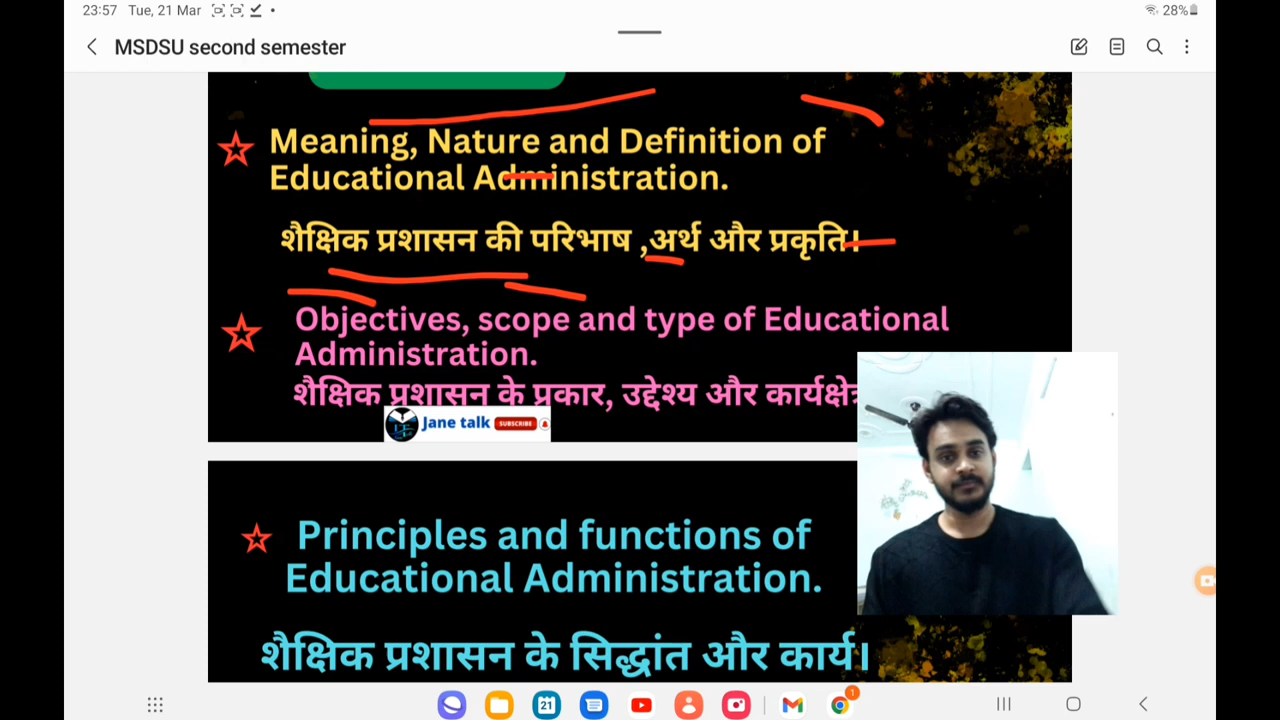 23:57 Tue, 21 Mar
28%
MSDSU second semester
Meaning, Nature and Definition of
Educational Administration.
शैक्षिक प्रशासन की परिभाष ,अर्थ और प्रकृति।
Objectives, scope and type of Educational
Administration.
शैक्षिक प्रशासन के प्रकार, उद्देश्य और कार्यक्षेत्र
Jane talk SUBSCRIBE
Principles and functions of
Educational Administration.
शैक्षिक प्रशासन के सिद्धांत और कार्य।
21
1